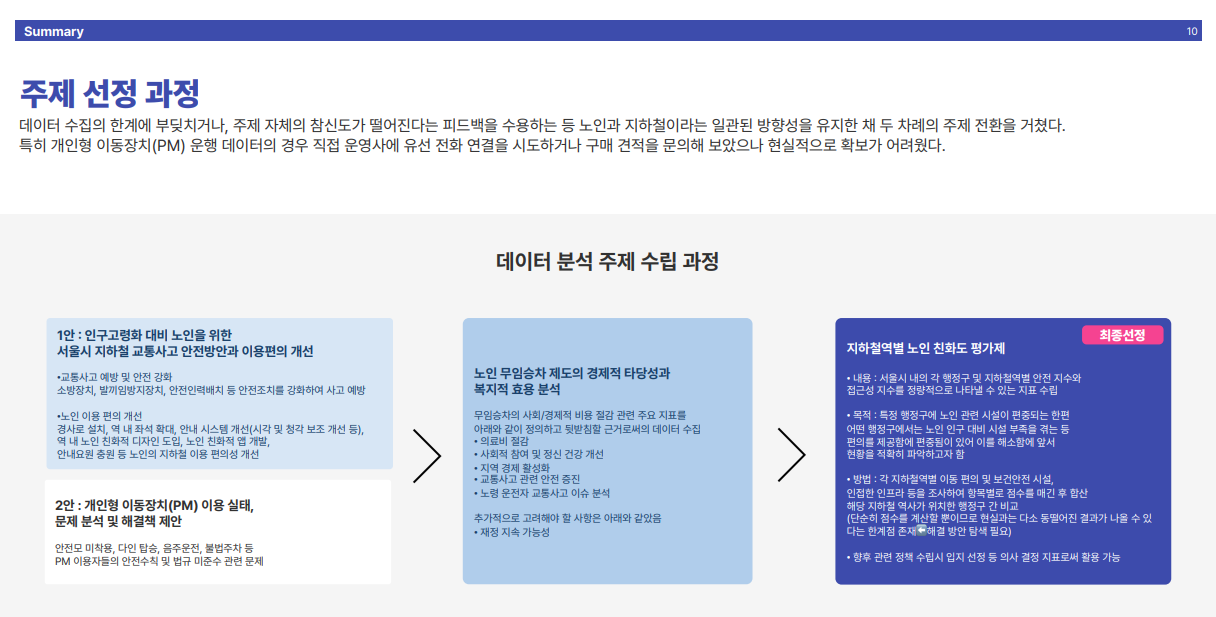 Summary
10
주제 선정 과정
데이터 수집의 한계에 부딪치거나, 주제 자체의 참신도가 떨어진다는 피드백을 수용하는 등 노인과 지하철이라는 일관된 방향성을 유지한 채 두 차례의 주제 전환을 거쳤다.
특히 개인형 이동장치(PM) 운행 데이터의 경우 직접 운영사에 유선 전화 연결을 시도하거나 구매 견적을 문의해 보았으나 현실적으로 확보가 어려웠다.
데이터 분석 주제 수립 과정
1안 : 인구고령화 대비 노인을 위한
서울시 지하철 교통사고 안전방안과 이용편의 개선
•교통사고 예방 및 안전 강화
소방장치, 발끼임방지장치, 안전인력배치 등 안전조치를 강화하여 사고 예방
•노인 이용 편의 개선
경사로 설치, 역 내 좌석 확대, 안내 시스템 개선(시각 및 청각 보조 개선 등),
역 내 노인 친화적 디자인 도입, 노인 친화적 앱 개발,
안내요원 충원 등 노인의 지하철 이용 편의성 개선
2안 : 개인형 이동장치(PM) 이용 실태,
문제 분석 및 해결책 제안
안전모 미착용, 다인 탑승, 음주운전, 불법주차 등
PM 이용자들의 안전수칙 및 법규 미준수 관련 문제
노인 무임승차 제도의 경제적 타당성과
복지적 효용 분석
무임승차의 사회/경제적 비용 절감 관련 주요 지표를
아래와 같이 정의하고 뒷받침할 근거로써의 데이터 수집
• 의료비 절감
• 사회적 참여 및 정신 건강 개선
• 지역 경제 활성화
• 교통사고 관련 안전 증진
• 노령 운전자 교통사고 이슈 분석
추가적으로 고려해야 할 사항은 아래와 같았음
• 재정 지속 가능성
최종선정
지하철역별 노인 친화도 평가제
• 내용 : 서울시 내의 각 행정구 및 지하철역별 안전 지수와
접근성 지수를 정량적으로 나타낼 수 있는 지표 수립
• 목적 : 특정 행정구에 노인 관련 시설이 편중되는 한편
어떤 행정구에서는 노인 인구 대비 시설 부족을 겪는 등
편의를 제공함에 편중됨이 있어 이를 해소함에 앞서
현황을 적확히 파악하고자 함
• 방법 : 각 지하철역별 이동 편의 및 보건안전 시설,
인접한 인프라 등을 조사하여 항목별로 점수를 매긴 후 합산
해당 지하철 역사가 위치한 행정구 간 비교
(단순히 점수를 계산할 뿐이므로 현실과는 다소 동떨어진 결과가 나올 수 있
다는 한계점 존재⬅해결 방안 탐색 필요)
• 향후 관련 정책 수립시 입지 선정 등 의사 결정 지표로써 활용 가능